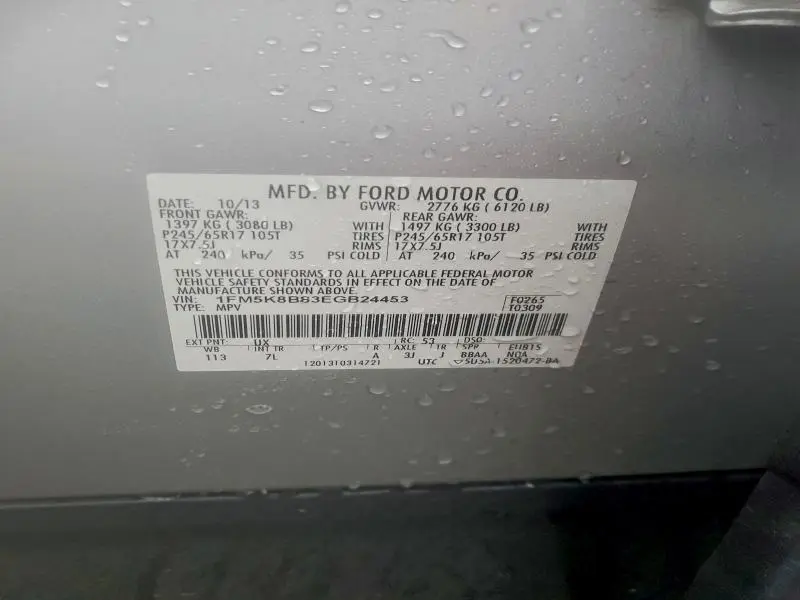 MFD. BY FORD MOTOR CO.
DATE: 10/13 GVWR: 2776 KG ( 6120 LB)
FRONT GAWR: REAR GAWR:
1397 KG ( 3080 LB) WITH 1497 KG ( 3300 LB) WITH
P245/65R17 105T TIRES P245/65R17 105T TIRES
17X7.5J RIMS 17X7.5J RIMS
AT 240 kPa/ 35 PSI COLD AT 240 kPa/ 35 PSI COLD
THIS VEHICLE CONFORMS TO ALL APPLICABLE FEDERAL MOTOR
VEHICLE SAFETY STANDARDS IN EFFECT ON THE DATE OF
MANUFACTURE SHOWN ABOVE.
VIN: 1FM5K8B83EGB24453 F0265
TYPE: MPV T0309
EXT PNT: UX RC: 53 DSO:
WB INT TR TP/PS R AXLE TR SPR
113 7L A 3J J BBAA
12013T0314721 UTC 1520472-BA